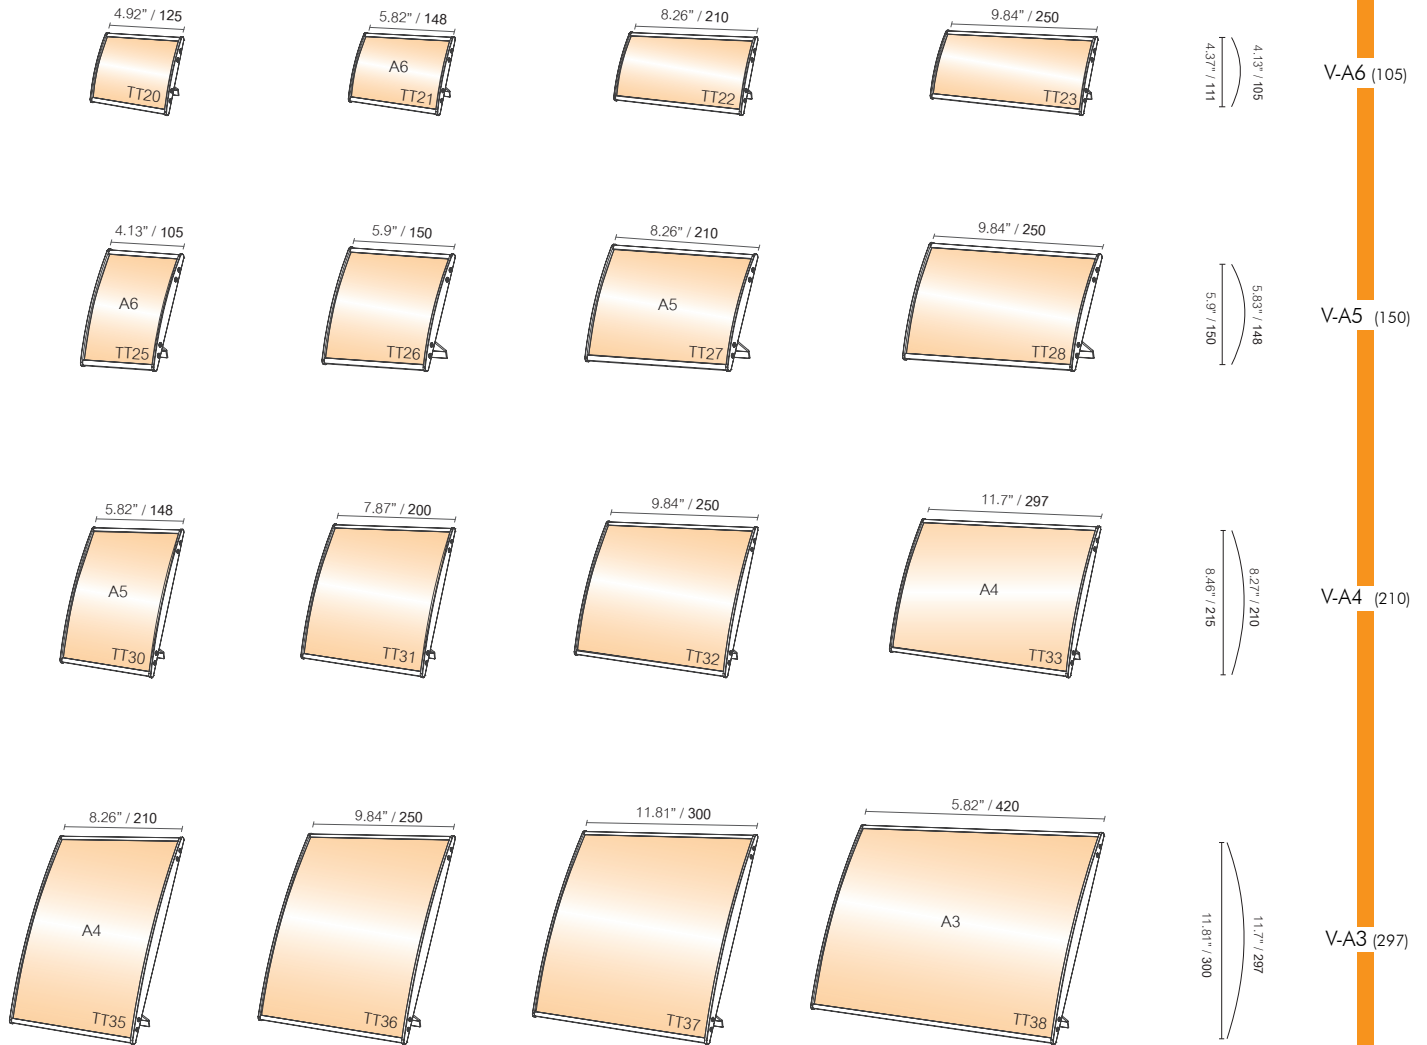 4.92” / 125
5.82” / 148
8.26” / 210
9.84” / 250
A6
TT20
TT21
TT22
TT23
4.37” / 111
4.13” / 105
V-A6 (105)
4.13” / 105
5.9” / 150
8.26” / 210
9.84” / 250
A6
A5
TT25
TT26
TT27
TT28
5.9” / 150
5.83” / 148
V-A5 (150)
5.82” / 148
7.87” / 200
9.84” / 250
11.7” / 297
A5
A4
TT30
TT31
TT32
TT33
8.46” / 215
8.27” / 210
V-A4 (210)
8.26” / 210
9.84” / 250
11.81” / 300
5.82” / 420
A4
A3
TT35
TT36
TT37
TT38
11.81” / 300
11.7” / 297
V-A3 (297)